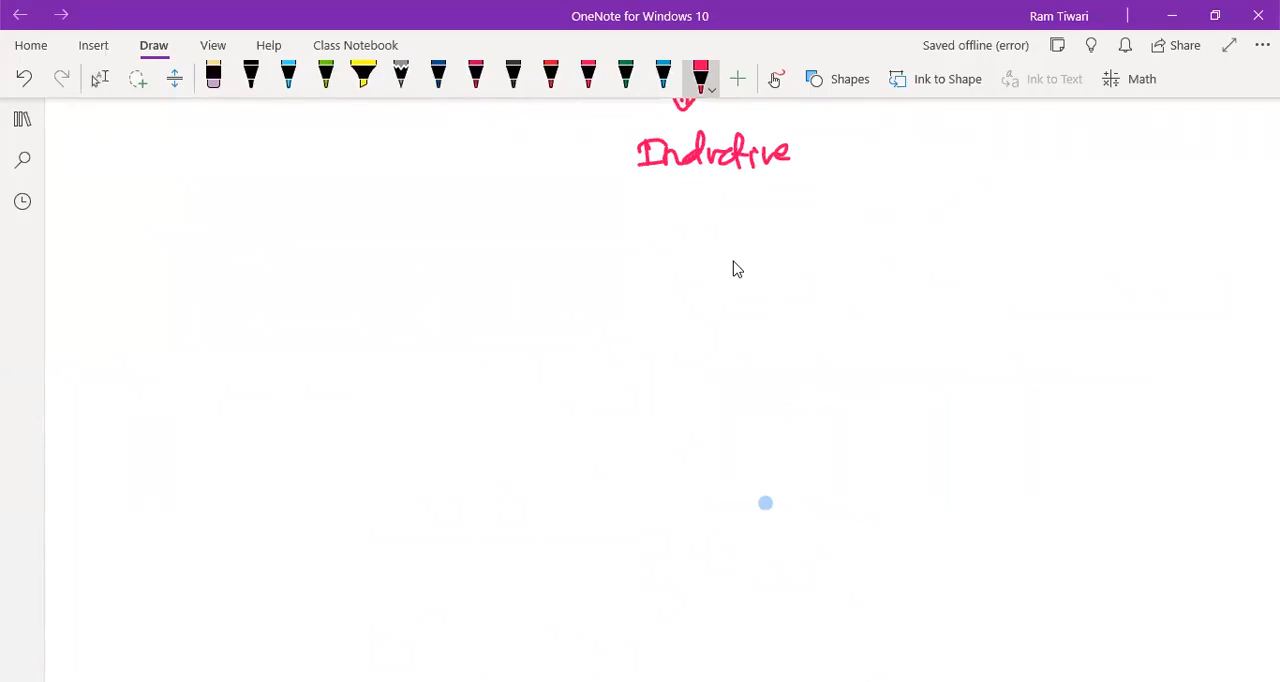 OneNote for Windows 10
Ram Tiwari
Home Insert Draw View Help Class Notebook
Saved offline (error)
Share
Shapes
Ink to Shape
Ink to Text
Math
Inductive